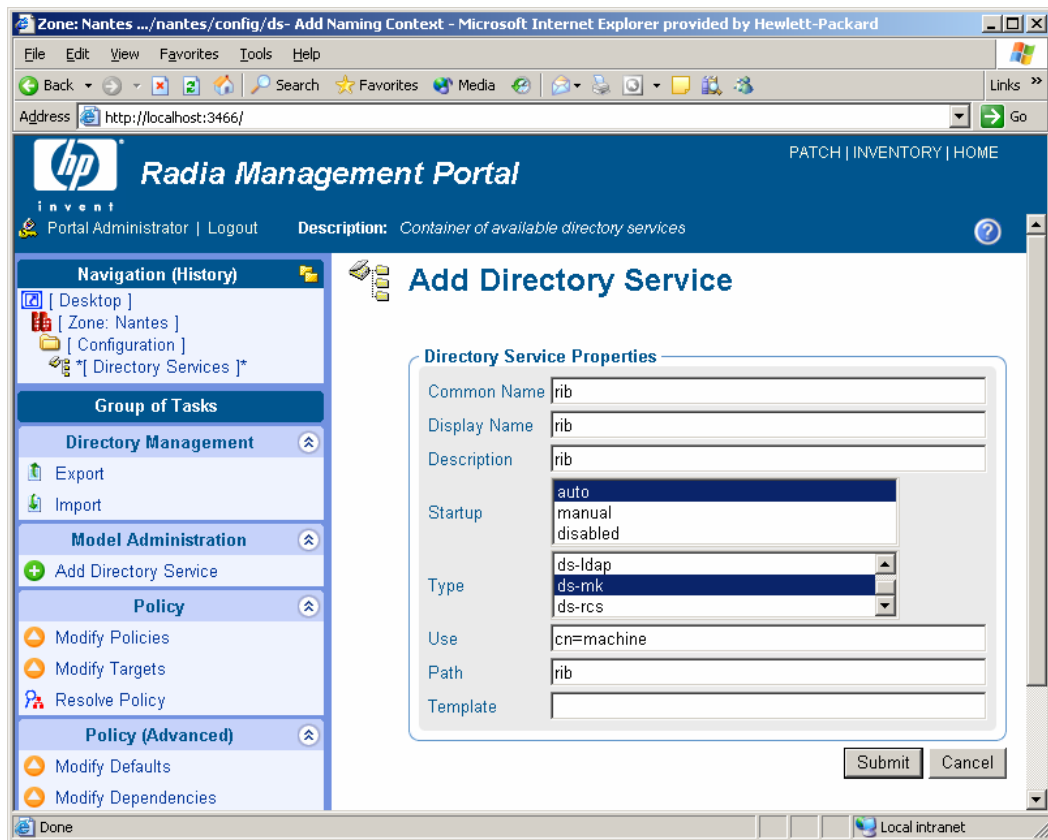 Zone: Nantes .../nantes/config/ds- Add Naming Context - Microsoft Internet Explorer provided by Hewlett-Packard
File Edit View Favorites Tools Help
Back Search Favorites Media Links »
Address http://localhost:3466/ Go
hp
invent
Radia Management Portal
PATCH | INVENTORY | HOME
Portal Administrator | Logout Description: Container of available directory services ?
Navigation (History)
[ Desktop ]
[ Zone: Nantes ]
[ Configuration ]
*[ Directory Services ]*
Group of Tasks
Directory Management
Export
Import
Model Administration
Add Directory Service
Policy
Modify Policies
Modify Targets
Resolve Policy
Policy (Advanced)
Modify Defaults
Modify Dependencies
Add Directory Service
Directory Service Properties
Common Name rib
Display Name rib
Description rib
Startup auto
manual
disabled
Type ds-ldap
ds-mk
ds-rcs
Use cn=machine
Path rib
Template
Submit Cancel
Done Local intranet